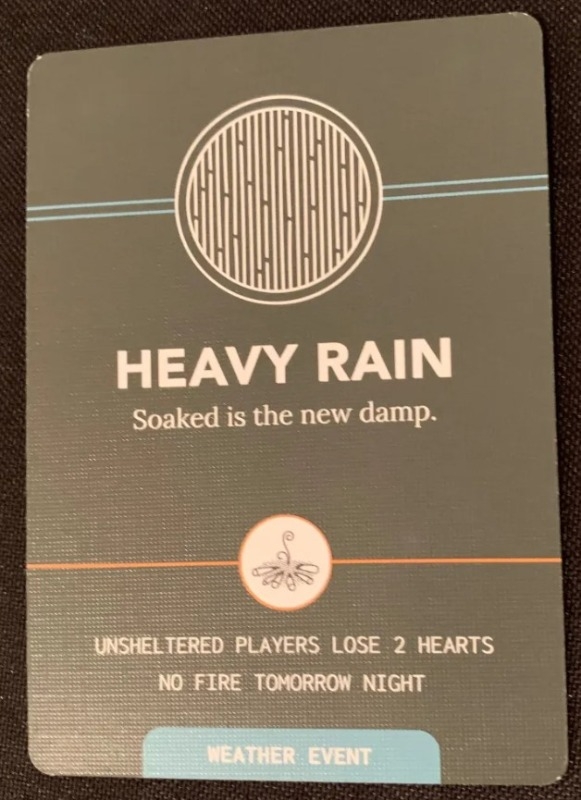 HEAVY RAIN
Soaked is the new damp.
UNSHELTERED PLAYERS LOSE 2 HEARTS
NO FIRE TOMORROW NIGHT
WEATHER EVENT